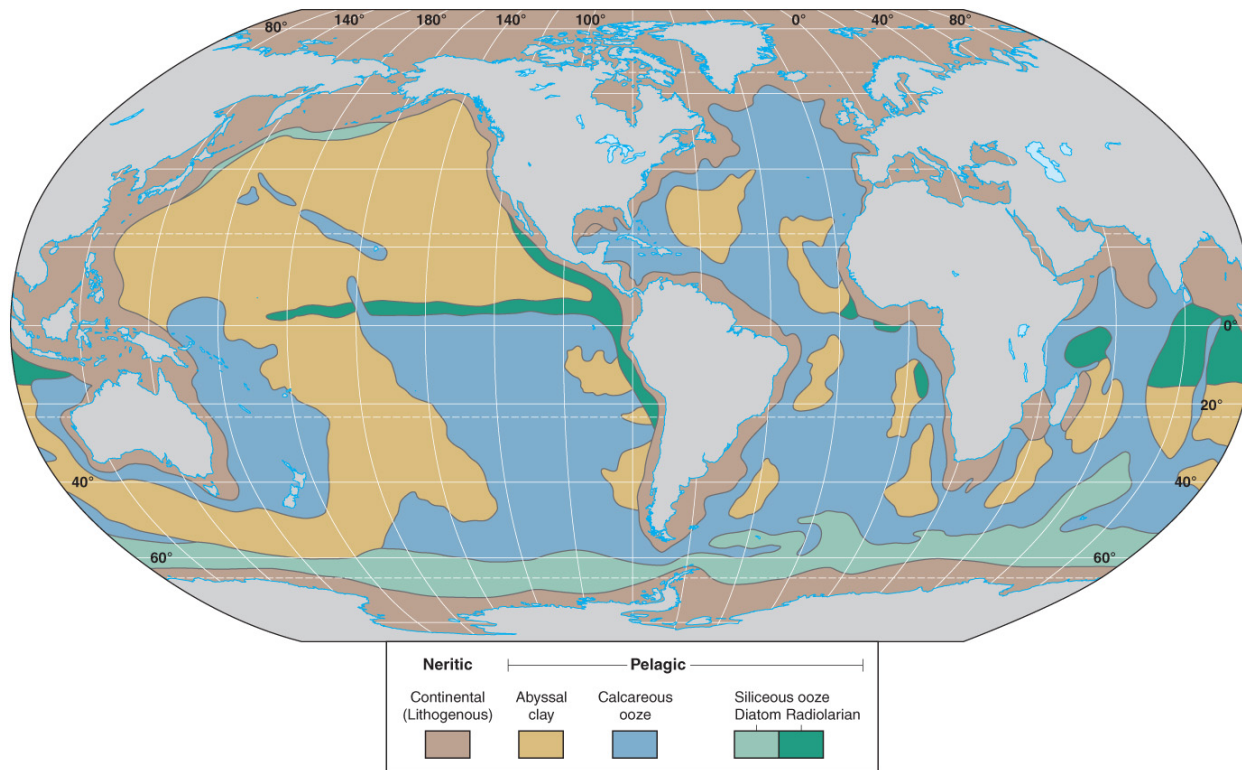 80° 140° 180° 140° 100° 0° 40° 80°
0°
20°
40° 40°
60° 60°
Neritic Pelagic
Continental Abyssal Calcareous Siliceous ooze
(Lithogenous) clay ooze Diatom Radiolarian